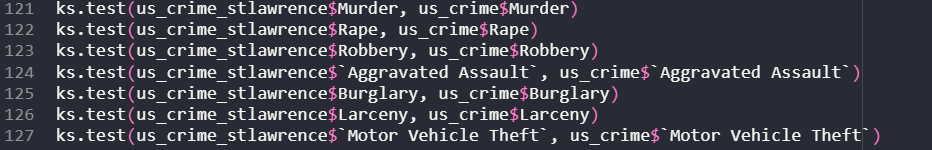 121 ks.test(us_crime_stlawrence$Murder, us_crime$Murder)
122 ks.test(us_crime_stlawrence$Rape, us_crime$Rape)
123 ks.test(us_crime_stlawrence$Robbery, us_crime$Robbery)
124 ks.test(us_crime_stlawrence$`Aggravated Assault`, us_crime$`Aggravated Assault`)
125 ks.test(us_crime_stlawrence$Burglary, us_crime$Burglary)
126 ks.test(us_crime_stlawrence$Larceny, us_crime$Larceny)
127 ks.test(us_crime_stlawrence$`Motor Vehicle Theft`, us_crime$`Motor Vehicle Theft`)